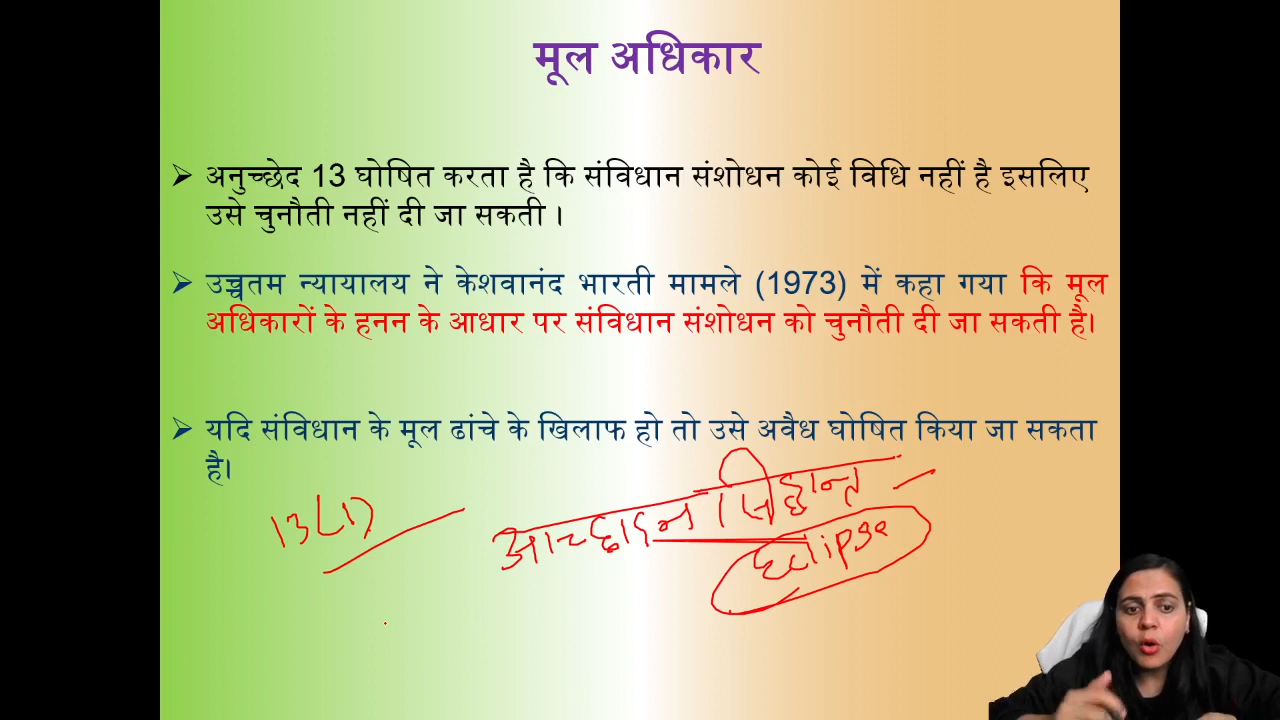 मूल अधिकार
➢ अनुच्छेद 13 घोषित करता है कि संविधान संशोधन कोई विधि नहीं है इसलिए
उसे चुनौती नहीं दी जा सकती ।
➢ उच्चतम न्यायालय ने केशवानंद भारती मामले (1973) में कहा गया कि मूल
अधिकारों के हनन के आधार पर संविधान संशोधन को चुनौती दी जा सकती है।
➢ यदि संविधान के मूल ढांचे के खिलाफ हो तो उसे अवैध घोषित किया जा सकता
है।
13(1)
आच्छादन सिद्धान्त
Eclipse